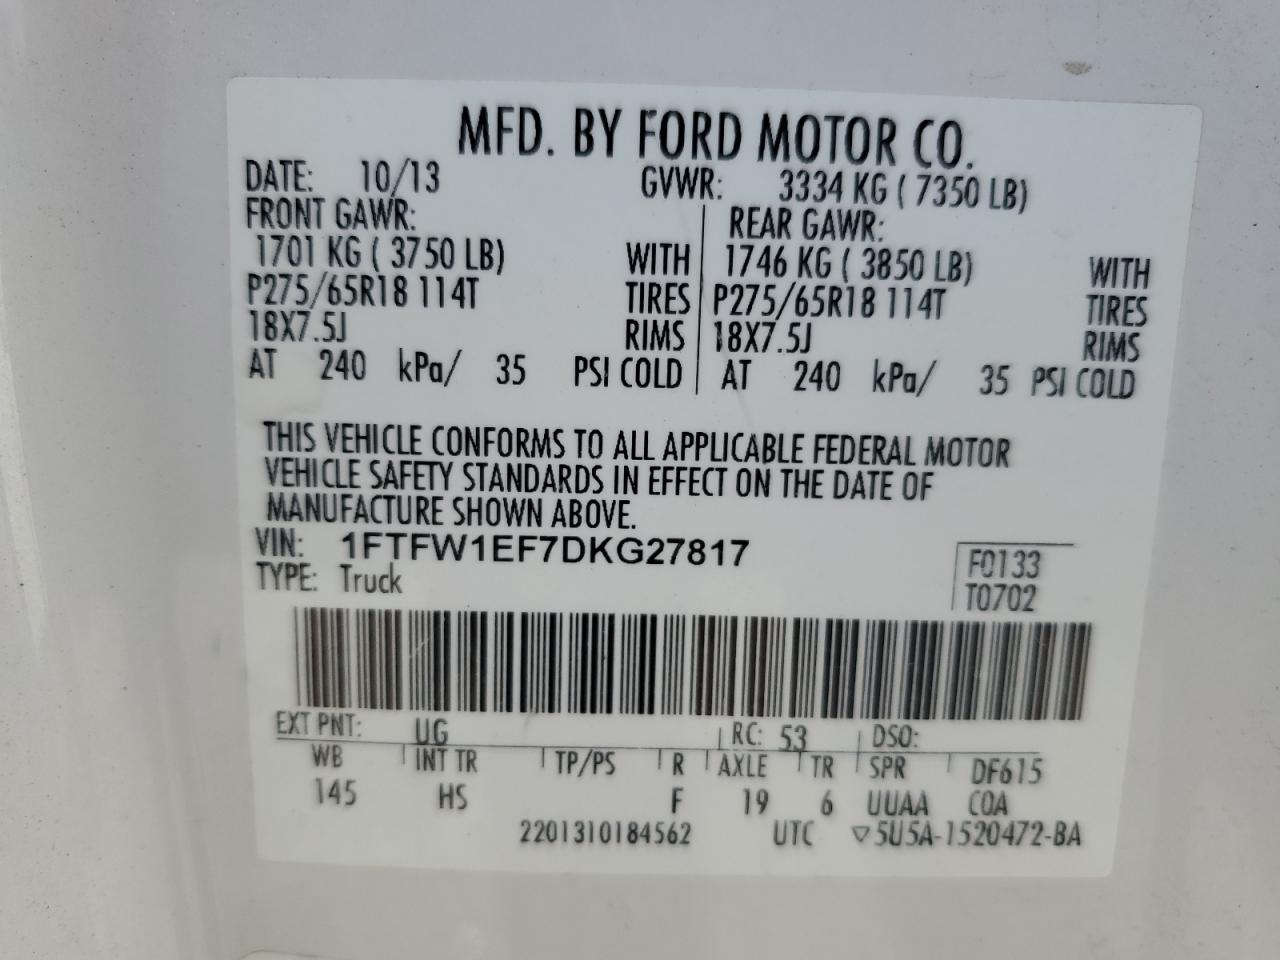 MFD. BY FORD MOTOR CO.
DATE: 10/13 GVWR: 3334 KG ( 7350 LB)
FRONT GAWR: REAR GAWR:
1701 KG ( 3750 LB) WITH 1746 KG ( 3850 LB) WITH
P275/65R18 114T TIRES P275/65R18 114T TIRES
18X7.5J RIMS 18X7.5J RIMS
AT 240 kPa/ 35 PSI COLD AT 240 kPa/ 35 PSI COLD
THIS VEHICLE CONFORMS TO ALL APPLICABLE FEDERAL MOTOR
VEHICLE SAFETY STANDARDS IN EFFECT ON THE DATE OF
MANUFACTURE SHOWN ABOVE.
VIN: 1FTFW1EF7DKG27817 F0133
TYPE: Truck T0702
EXT PNT: UG RC: 53 DSO:
WB INT TR TP/PS R AXLE TR SPR DF615
145 HS F 19 6 UUAA COA
2201310184562 UTC ▽5U5A-1520472-BA